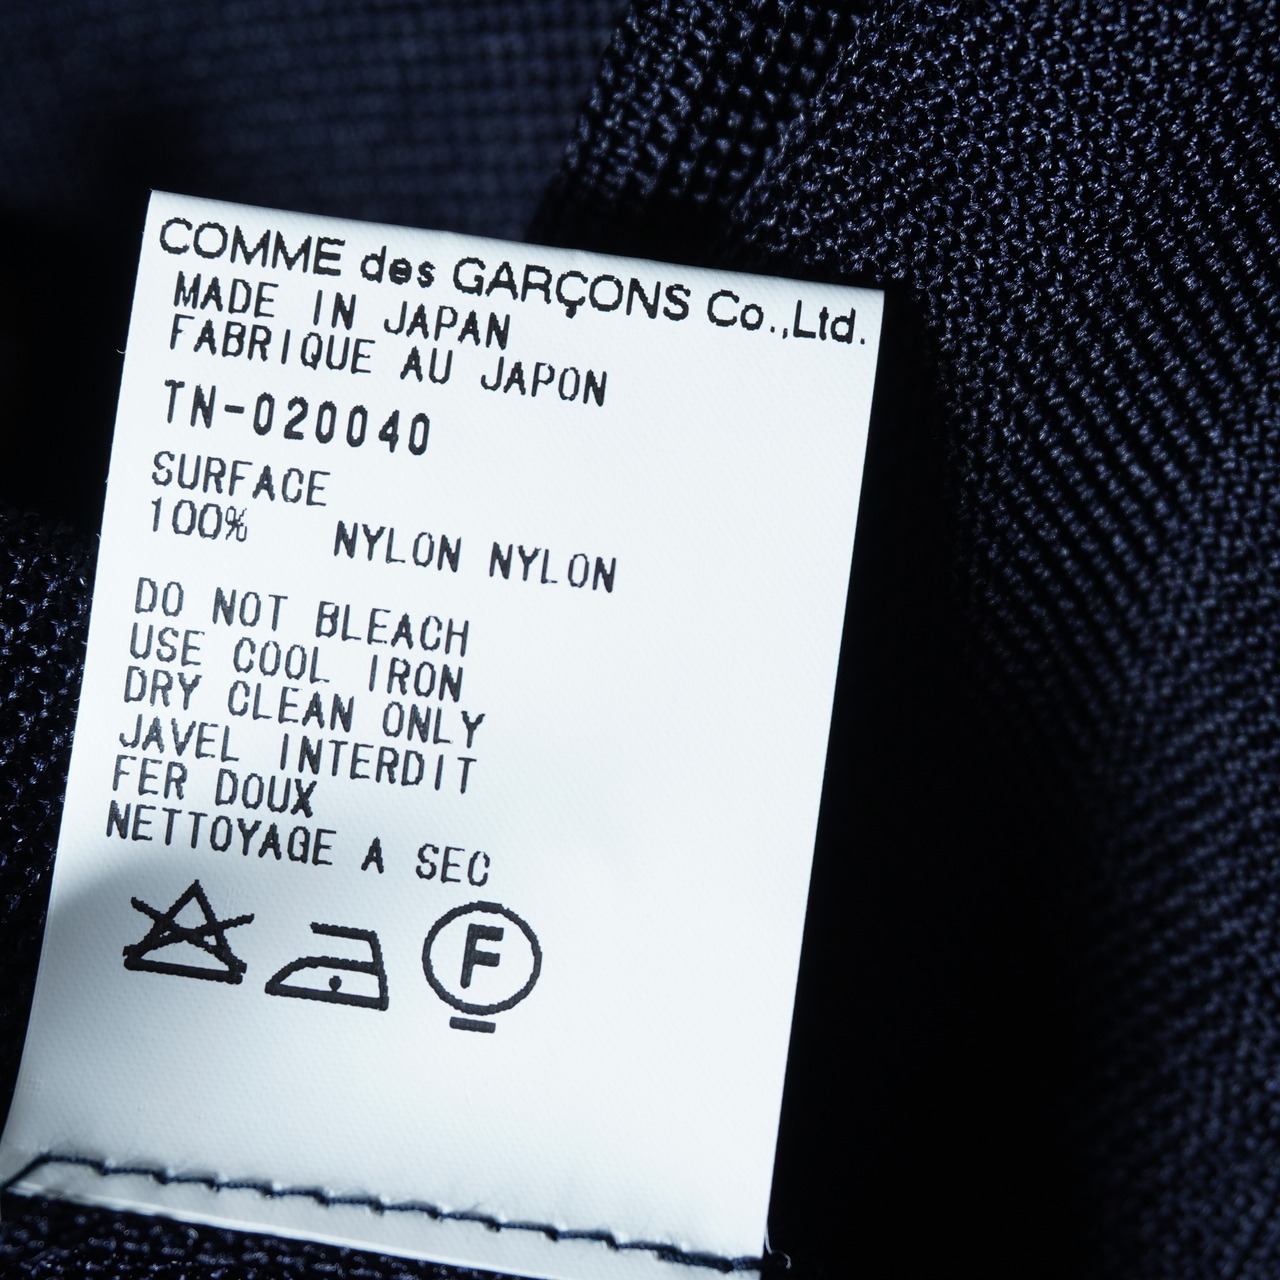 COMME des GARÇONS Co.,Ltd.
MADE IN JAPAN
FABRIQUE AU JAPON
TN-020040
SURFACE
100% NYLON NYLON
DO NOT BLEACH
USE COOL IRON
DRY CLEAN ONLY
JAVEL INTERDIT
FER DOUX
NETTOYAGE A SEC
F